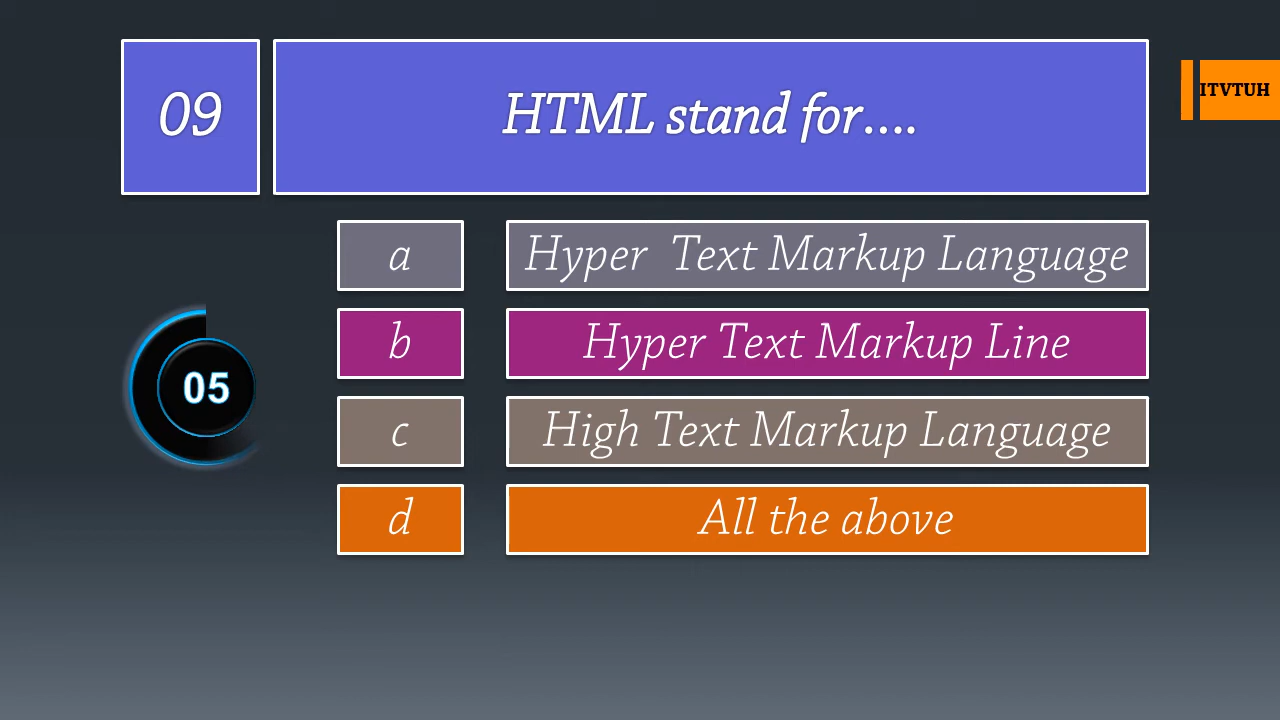 09
HTML stand for....
ITVTUH
a
Hyper Text Markup Language
b
Hyper Text Markup Line
05
c
High Text Markup Language
d
All the above